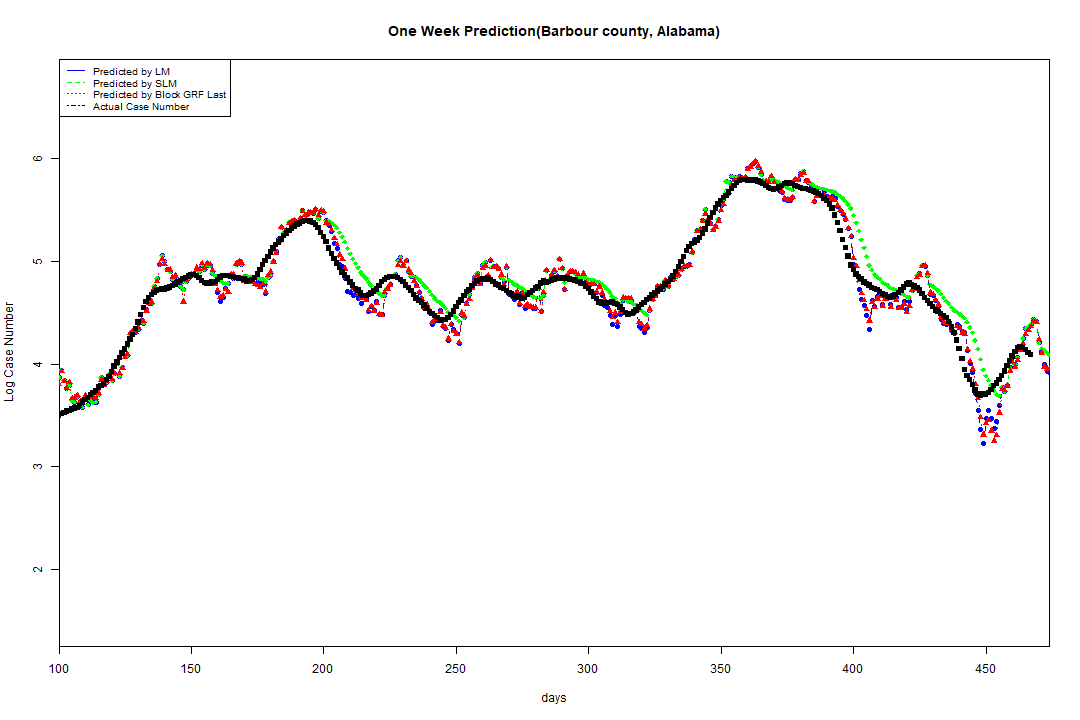 One Week Prediction(Barbour county, Alabama)
Predicted by LM
Predicted by SLM
Predicted by Block GRF Last
Actual Case Number
6
5
4
3
2
Log Case Number
100 150 200 250 300 350 400 450
days